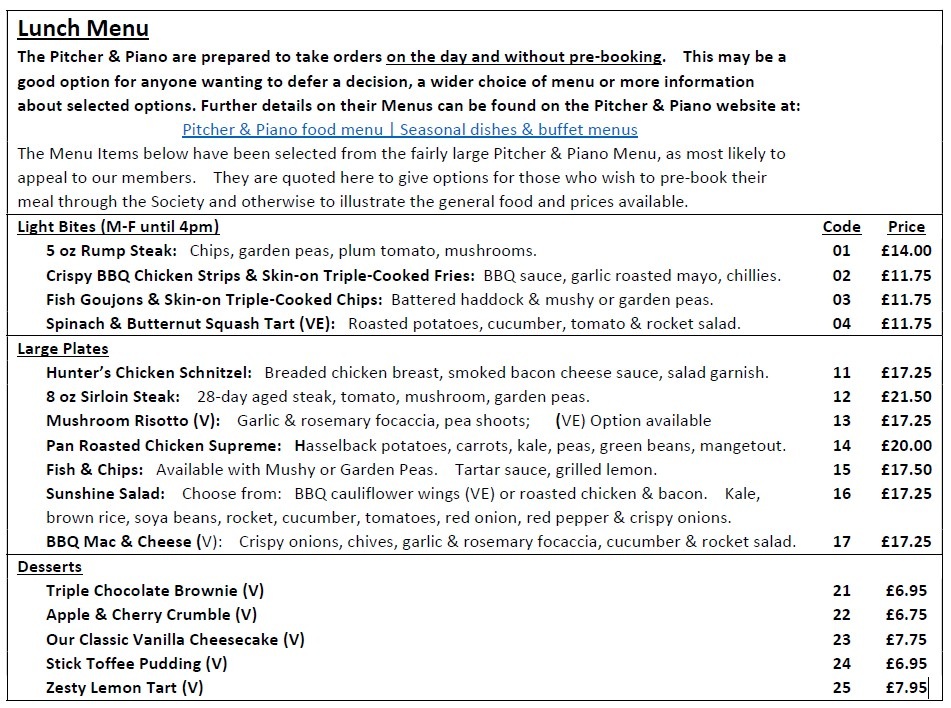 Lunch Menu
The Pitcher & Piano are prepared to take orders on the day and without pre-booking. This may be a
good option for anyone wanting to defer a decision, a wider choice of menu or more information
about selected options. Further details on their Menus can be found on the Pitcher & Piano website at:
Pitcher & Piano food menu | Seasonal dishes & buffet menus
The Menu Items below have been selected from the fairly large Pitcher & Piano Menu, as most likely to
appeal to our members. They are quoted here to give options for those who wish to pre-book their
meal through the Society and otherwise to illustrate the general food and prices available.
Light Bites (M-F until 4pm) Code Price
5 oz Rump Steak: Chips, garden peas, plum tomato, mushrooms. 01 £14.00
Crispy BBQ Chicken Strips & Skin-on Triple-Cooked Fries: BBQ sauce, garlic roasted mayo, chillies. 02 £11.75
Fish Goujons & Skin-on Triple-Cooked Chips: Battered haddock & mushy or garden peas. 03 £11.75
Spinach & Butternut Squash Tart (VE): Roasted potatoes, cucumber, tomato & rocket salad. 04 £11.75
Large Plates
Hunter's Chicken Schnitzel: Breaded chicken breast, smoked bacon cheese sauce, salad garnish. 11 £17.25
8 oz Sirloin Steak: 28-day aged steak, tomato, mushroom, garden peas. 12 £21.50
Mushroom Risotto (V): Garlic & rosemary focaccia, pea shoots; (VE) Option available 13 £17.25
Pan Roasted Chicken Supreme: Hasselback potatoes, carrots, kale, peas, green beans, mangetout. 14 £20.00
Fish & Chips: Available with Mushy or Garden Peas. Tartar sauce, grilled lemon. 15 £17.50
Sunshine Salad: Choose from: BBQ cauliflower wings (VE) or roasted chicken & bacon. Kale, 16 £17.25
brown rice, soya beans, rocket, cucumber, tomatoes, red onion, red pepper & crispy onions.
BBQ Mac & Cheese (V): Crispy onions, chives, garlic & rosemary focaccia, cucumber & rocket salad. 17 £17.25
Desserts
Triple Chocolate Brownie (V) 21 £6.95
Apple & Cherry Crumble (V) 22 £6.75
Our Classic Vanilla Cheesecake (V) 23 £7.75
Stick Toffee Pudding (V) 24 £6.95
Zesty Lemon Tart (V) 25 £7.95